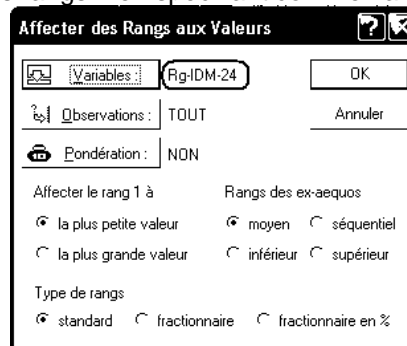 Affecter des Rangs aux Valeurs
Variables : Rg-IDM-24 OK
Observations : TOUT Annuler
Pondération : NON
Affecter le rang 1 à Rangs des ex-aequos
la plus petite valeur moyen séquentiel
la plus grande valeur inférieur supérieur
Type de rangs
standard fractionnaire fractionnaire en %